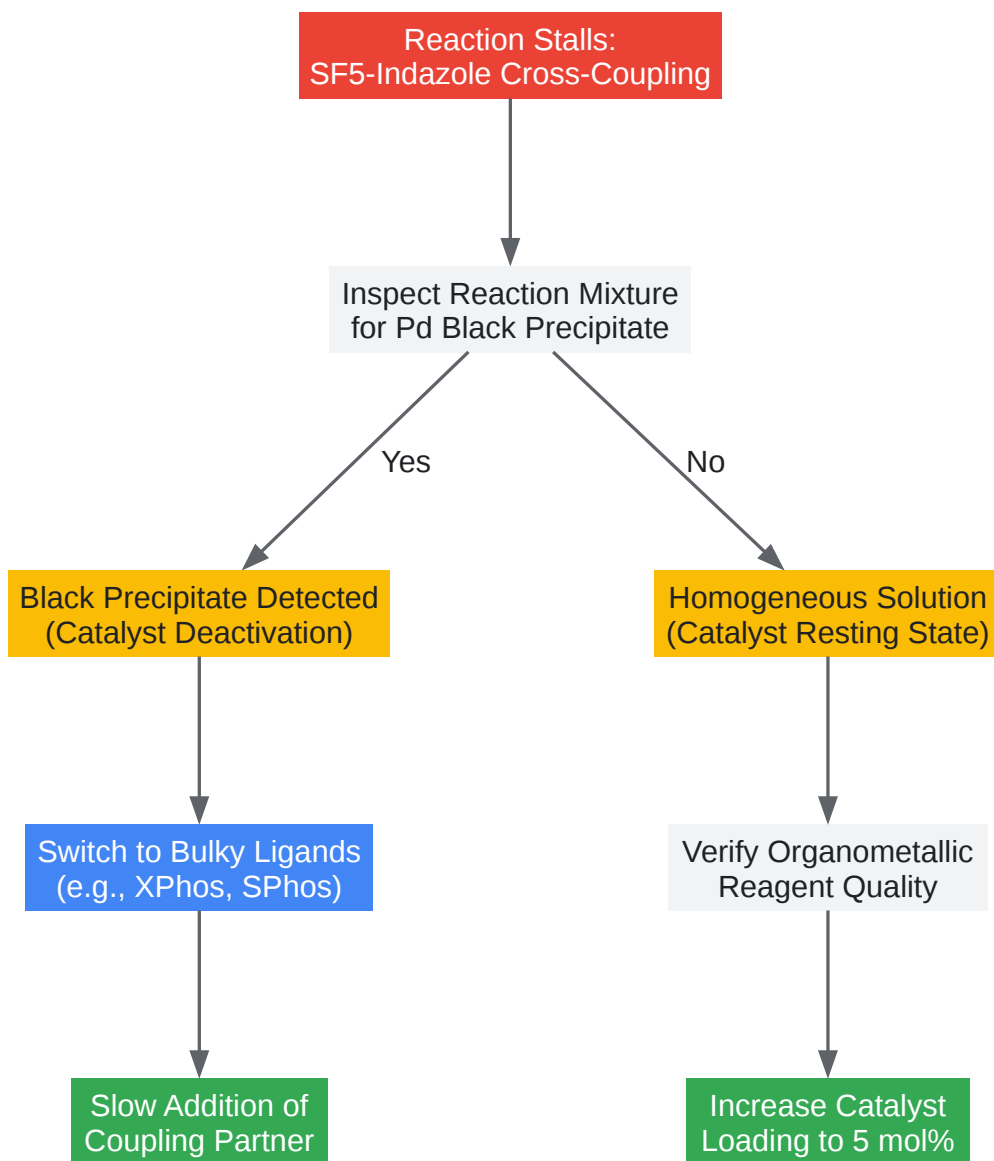 Reaction Stalls:
SF5-Indazole Cross-Coupling
Inspect Reaction Mixture
for Pd Black Precipitate
Yes
No
Black Precipitate Detected
(Catalyst Deactivation)
Homogeneous Solution
(Catalyst Resting State)
Switch to Bulky Ligands
(e.g., XPhos, SPhos)
Verify Organometallic
Reagent Quality
Slow Addition of
Coupling Partner
Increase Catalyst
Loading to 5 mol%